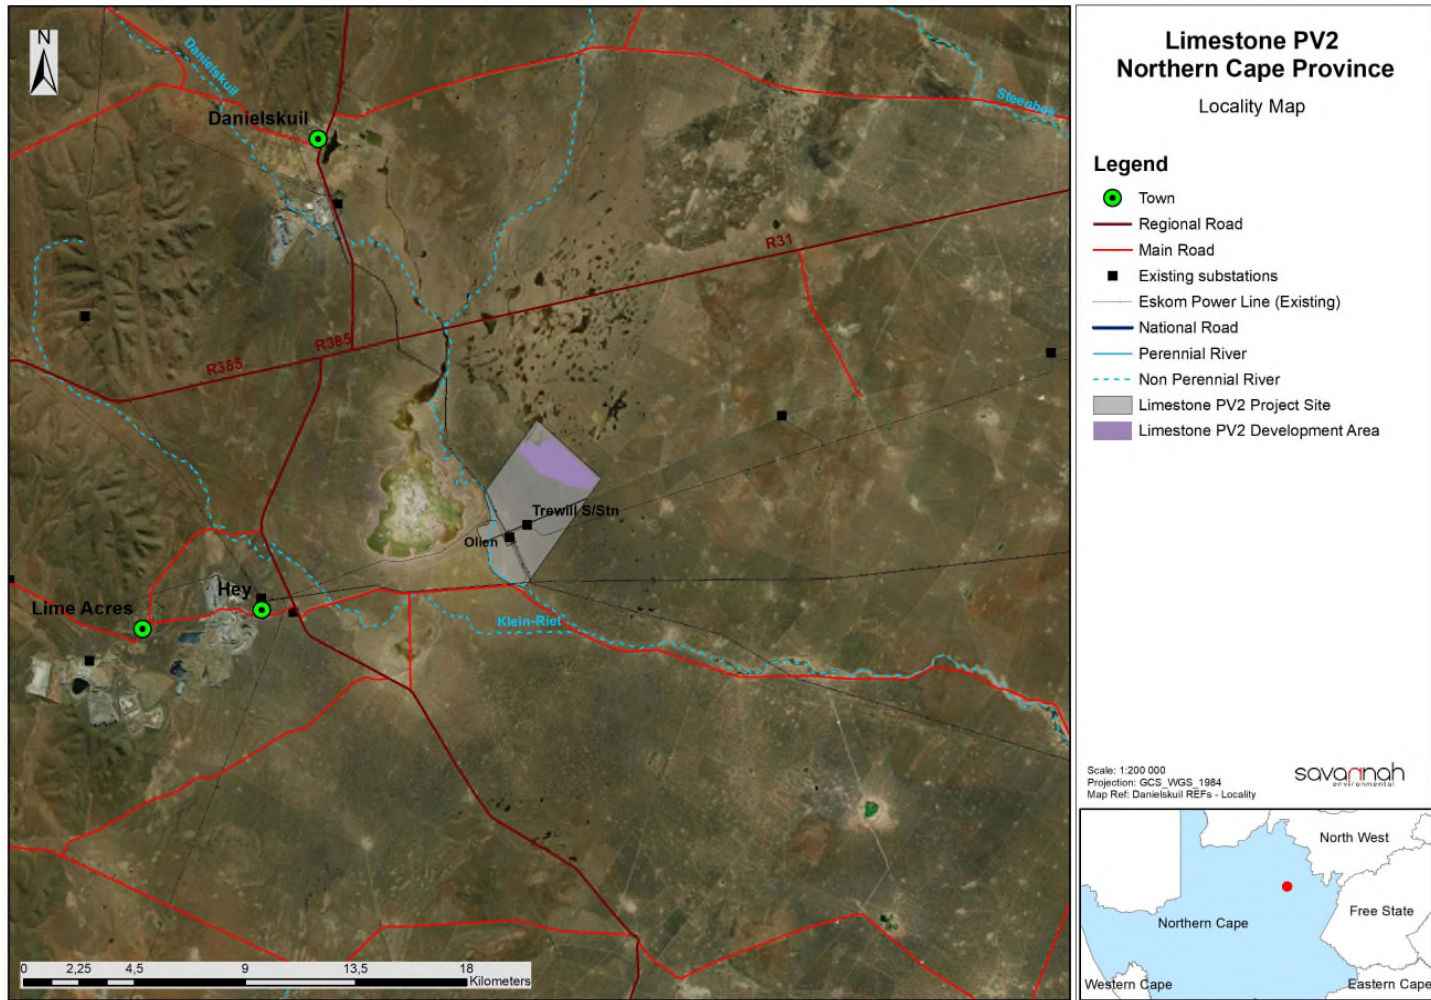 N
Danielskuil
Danielskuil
Steenbok
R31
R385
R385
Trewill S/Stn
Olien
Hey
Lime Acres
Klein-Riet
0 2,25 4,5 9 13,5 18
Kilometers
Limestone PV2
Northern Cape Province
Locality Map
Legend
Town
Regional Road
Main Road
Existing substations
Eskom Power Line (Existing)
National Road
Perennial River
Non Perennial River
Limestone PV2 Project Site
Limestone PV2 Development Area
Scale: 1:200 000
Projection: GCS_WGS_1984
Map Ref: Danielskuil REFs - Locality
savannah
environmental
North West
Northern Cape
Free State
Western Cape
Eastern Cape